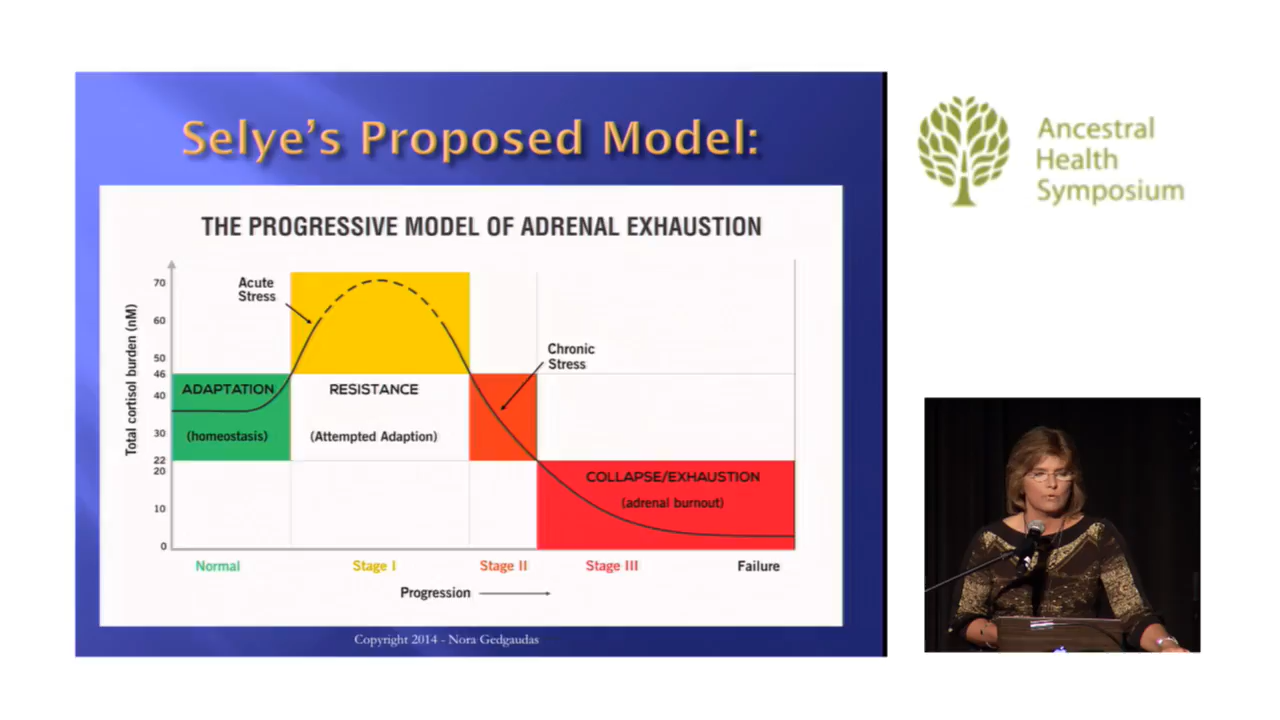 Selye's Proposed Model:
THE PROGRESSIVE MODEL OF ADRENAL EXHAUSTION
Total cortisol burden (nM)
70
60
50
46
40
30
22
20
10
0
Acute
Stress
Chronic
Stress
ADAPTATION
(homeostasis)
RESISTANCE
(Attempted Adaption)
COLLAPSE/EXHAUSTION
(adrenal burnout)
Normal
Stage I
Stage II
Stage III
Failure
Progression
Copyright 2014 - Nora Gedgaudas
Ancestral
Health
Symposium